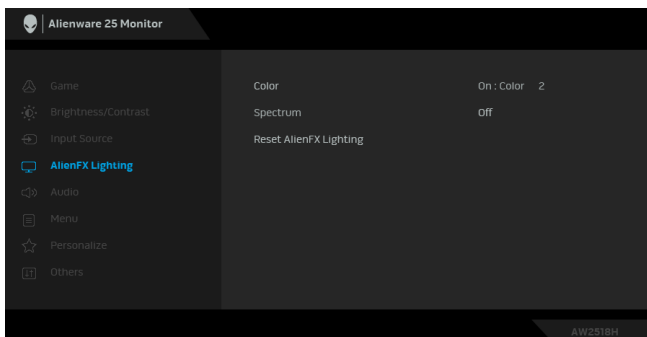 Alienware 25 Monitor
Game
Color On : Color 2
Brightness/Contrast
Spectrum Off
Input Source
Reset AlienFX Lighting
AlienFX Lighting
Audio
Menu
Personalize
Others
AW2518H